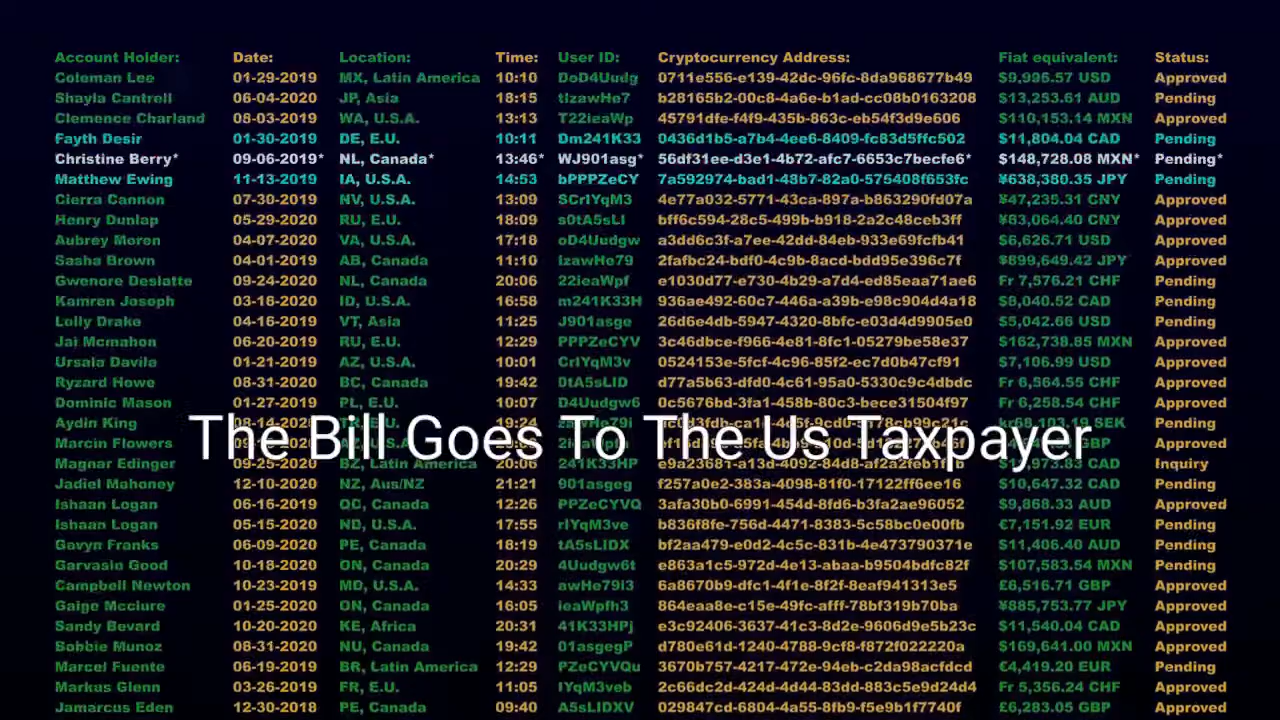 Account Holder: Date: Location: Time: User ID: Cryptocurrency Address: Fiat equivalent: Status:
Coleman Lee 01-29-2019 MX, Latin America 10:10 DoD4Uudg 0711e556-e139-42dc-96fc-8da968677b49 $9,996.57 USD Approved
Shayla Cantrell 06-04-2020 JP, Asia 18:15 tIzawHe7 b28165b2-00c8-4a6e-b1ad-cc08b0163208 $13,253.61 AUD Pending
Clemence Charland 08-03-2019 WA, U.S.A. 13:13 T22ieaWp 45791dfe-f4f9-435b-863c-eb54f3d9e606 $110,153.14 MXN Approved
Fayth Desir 01-30-2019 DE, E.U. 10:11 Dm241K33 0436d1b5-a7b4-4ee6-8409-fc83d5ffc502 $11,804.04 CAD Pending
Christine Berry* 09-06-2019* NL, Canada* 13:46* WJ901asg* 56df31ee-d3e1-4b72-afc7-6653c7becfe6* $148,728.08 MXN* Pending*
Matthew Ewing 11-13-2019 IA, U.S.A. 14:53 bPPPZeCY 7a592974-bad1-48b7-82a0-575408f653fc ¥638,380.35 JPY Pending
Cierra Cannon 07-30-2019 NV, U.S.A. 13:09 SCrIYqM3 4e77a032-5771-43ca-897a-b863290fd07a ¥47,235.31 CNY Approved
Henry Dunlap 05-29-2020 RU, E.U. 18:09 s0tA5sLI bff6c594-28c5-499b-b918-2a2c48ceb3ff ¥83,064.40 CNY Approved
Aubrey Moron 04-07-2020 VA, U.S.A. 17:18 oD4Uudgw a3dd6c3f-a7ee-42dd-84eb-933e69fcfb41 $6,626.71 USD Approved
Sasha Brown 04-01-2019 AB, Canada 11:10 IzawHe79 2fafbc24-bdf0-4c9b-8acd-bdd95e396c7f ¥899,649.42 JPY Approved
Gwenore Deslatte 09-24-2020 NL, Canada 20:06 22ieaWpf e1030d77-e730-4b29-a7d4-ed85eaa71ae6 Fr 7,576.21 CHF Pending
Kamren Joseph 03-16-2020 ID, U.S.A. 16:58 m241K33H 936ae492-60c7-446a-a39b-e98c904d4a18 $8,040.52 CAD Pending
Lolly Drake 04-16-2019 VT, Asia 11:25 J901asge 26d6e4db-5947-4320-8bfc-e03d4d9905e0 $5,042.66 USD Pending
Jai Mcmahon 06-20-2019 RU, E.U. 12:29 PPPZeCYV 3c46dbce-f966-4e81-8fc1-05279be58e37 $162,738.85 MXN Pending
Ursala Davila 01-21-2019 AZ, U.S.A. 10:01 CrIYqM3v 0524153e-5fcf-4c96-85f2-ec7d0b47cf91 $7,106.99 USD Approved
Ryzard Howe 08-31-2020 BC, Canada 19:42 0tA5sLID d77a5b63-dfd0-4c61-95a0-5330c9c4dbdc Fr 6,564.55 CHF Approved
Dominic Mason 01-27-2019 PL, E.U. 10:07 D4Uudgw6 0c5676bd-3fa1-458b-80c3-bece31504f97 Fr 6,258.54 CHF Approved
Aydin King SEK Pending
The Bill Goes To The Us Taxpayer
Marcin Flowers GBP Approved
Magnar Edinger 09-25-2020 BZ, Latin America 20:06 241K33HP CAD Inquiry
Jadiel Mahoney 12-10-2020 NZ, Aus/NZ 21:21 901asgeg f257a0e2-383a-4098-81f0-17122ff6ee16 $10,647.32 CAD Pending
Ishaan Logan 06-16-2019 QC, Canada 12:26 PPZeCYVQ 3afa30b0-6991-454d-8fd6-b3fa2ae96052 $9,868.33 AUD Approved
Ishaan Logan 05-15-2020 ND, U.S.A. 17:55 rIYqM3ve b836f8fe-756d-4471-8383-5c58bc0e00fb €7,151.92 EUR Pending
Gavyn Franks 06-09-2020 PE, Canada 18:19 tA5sLIDX bf2aa479-e0d2-4c5c-831b-4e473790371e $11,406.40 AUD Pending
Garvasio Good 10-18-2020 ON, Canada 20:29 4Uudgw6t e863a1c5-972d-4e13-abaa-b9504bdfc82f $107,583.54 MXN Pending
Campbell Newton 10-23-2019 MD, U.S.A. 14:33 awHe79I3 6a8670b9-dfc1-4f1e-8f2f-8eaf941313e5 £6,516.71 GBP Approved
Gaige Mcclure 01-25-2020 ON, Canada 16:05 ieaWpfh3 864eaa8e-c15e-49fc-afff-78bf319b70ba ¥885,753.77 JPY Approved
Sandy Bevard 10-20-2020 KE, Africa 20:31 41K33HPj e3c92406-3637-41c3-8d2e-9606d9e5b23c $11,540.04 CAD Approved
Bobbie Munoz 08-31-2020 NU, Canada 19:42 01asgegP d780e61d-1240-4788-9cf8-f872f022220a $169,641.00 MXN Approved
Marcel Fuente 06-19-2019 BR, Latin America 12:29 PZeCYVQu 3670b757-4217-472e-94eb-c2da98acfdcd €4,419.20 EUR Pending
Markus Glenn 03-26-2019 FR, E.U. 11:05 IYqM3veb 2c66dc2d-424d-4d44-83dd-883c5e9d24d4 Fr 5,356.24 CHF Approved
Jamarcus Eden 12-30-2018 PE, Canada 09:40 A5sLIDXV 029847cd-6804-4a55-8fb9-f5e9b1f7740f £6,283.05 GBP Approved